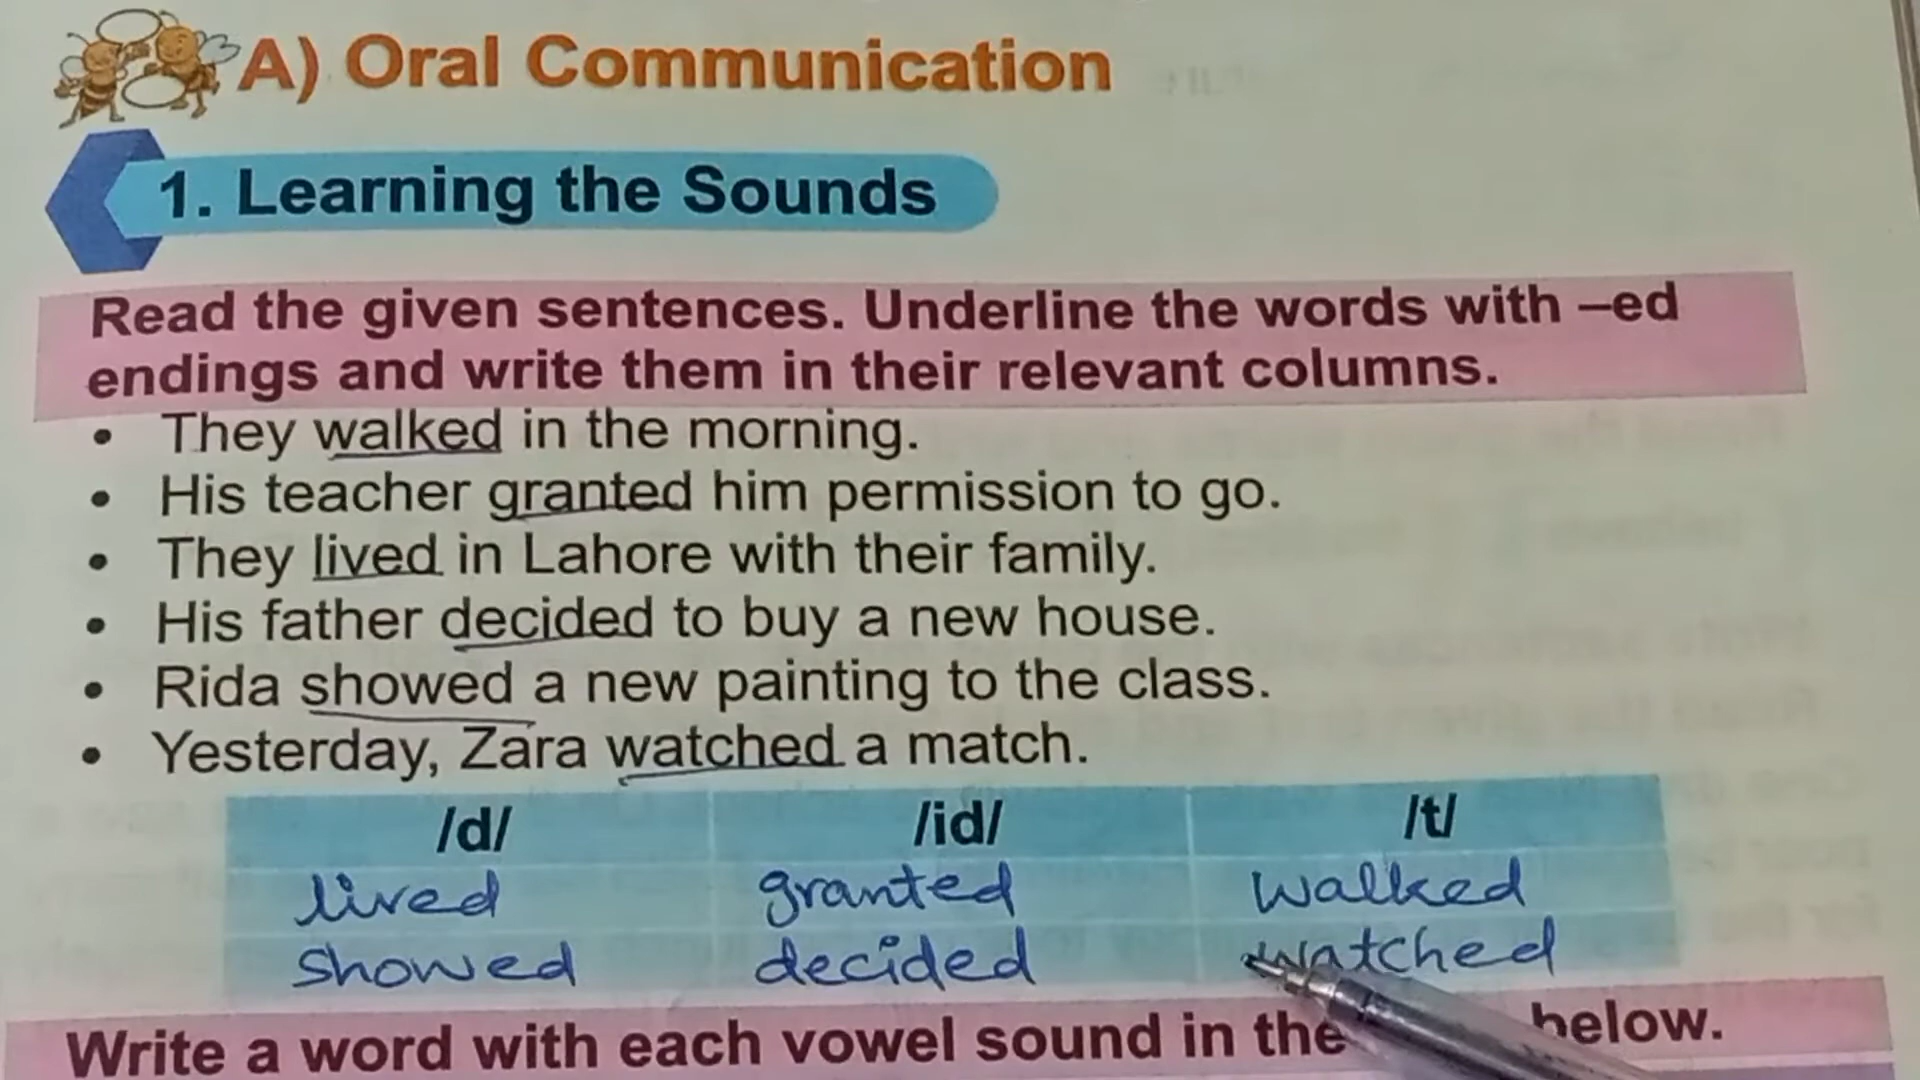 A) Oral Communication
1. Learning the Sounds
Read the given sentences. Underline the words with –ed
endings and write them in their relevant columns.
• They walked in the morning.
• His teacher granted him permission to go.
• They lived in Lahore with their family.
• His father decided to buy a new house.
• Rida showed a new painting to the class.
• Yesterday, Zara watched a match.
/d/ /id/ /t/
lived granted walked
showed decided watched
Write a word with each vowel sound in the below.